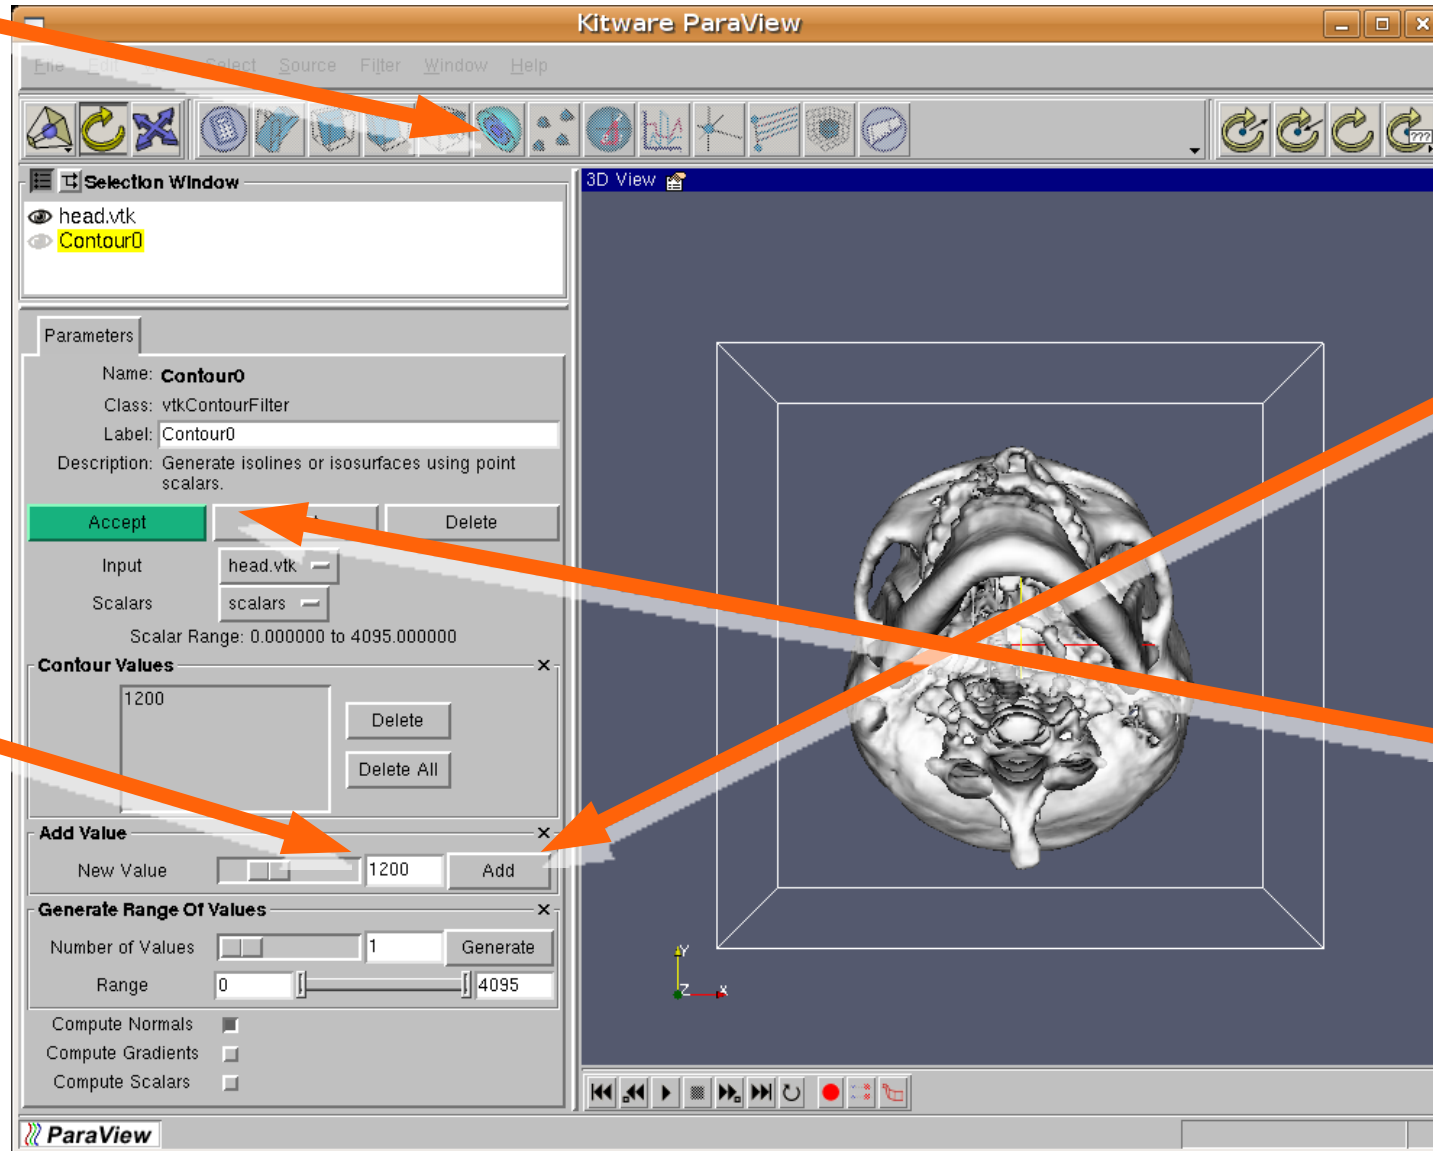 Kitware ParaView
File Edit Select Source Filter Window Help
???
Selection Window
3D View
head.vtk
Contour0
Parameters
Name: Contour0
Class: vtkContourFilter
Label: Contour0
Description: Generate isolines or isosurfaces using point
scalars.
Accept Delete
Input head.vtk
Scalars scalars
Scalar Range: 0.000000 to 4095.000000
Contour Values
1200
Delete
Delete All
Add Value
New Value 1200 Add
Generate Range Of Values
Number of Values 1 Generate
Range 0 4095
Compute Normals
Compute Gradients
Compute Scalars
Y
Z X
ParaView